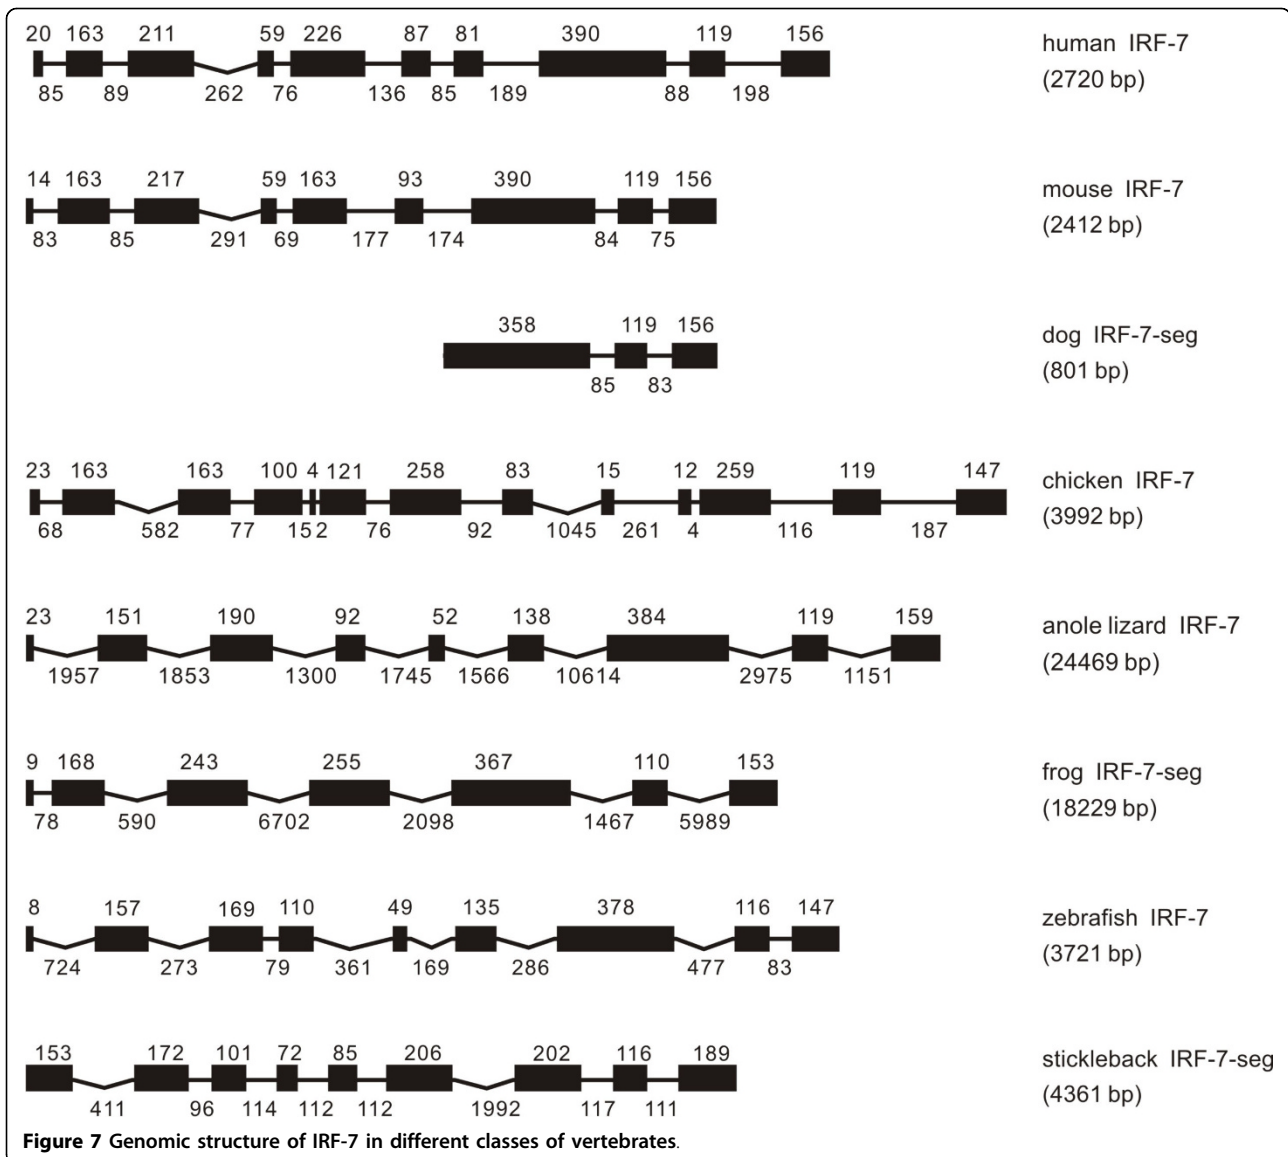 20 163 211 59 226 87 81 390 119 156
human IRF-7
85 89 262 76 136 85 189 88 198
(2720 bp)
14 163 217 59 163 93 390 119 156
mouse IRF-7
83 85 291 69 177 174 84 75
(2412 bp)
358 119 156
dog IRF-7-seg
85 83
(801 bp)
23 163 163 100 4 121 258 83 15 12 259 119 147
chicken IRF-7
68 582 77 15 2 76 92 1045 261 4 116 187
(3992 bp)
23 151 190 92 52 138 384 119 159
anole lizard IRF-7
1957 1853 1300 1745 1566 10614 2975 1151
(24469 bp)
9 168 243 255 367 110 153
frog IRF-7-seg
78 590 6702 2098 1467 5989
(18229 bp)
8 157 169 110 49 135 378 116 147
zebrafish IRF-7
724 273 79 361 169 286 477 83
(3721 bp)
153 172 101 72 85 206 202 116 189
stickleback IRF-7-seg
411 96 114 112 112 1992 117 111
(4361 bp)
Figure 7 Genomic structure of IRF-7 in different classes of vertebrates.